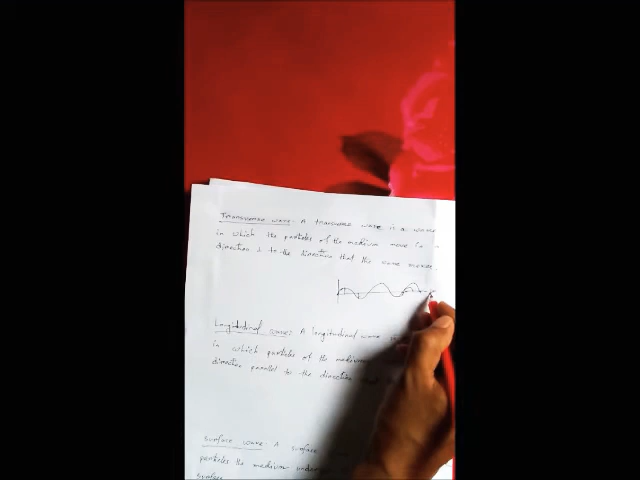 Transverse wave: A transverse wave is a wave
in which the particles of the medium move in a
direction ⊥ to the direction that the wave moves.
Longitudinal wave: A longitudinal wave
in which particles of the medium
direction parallel to the direction
Surface wave: A surface
particles the medium
surface